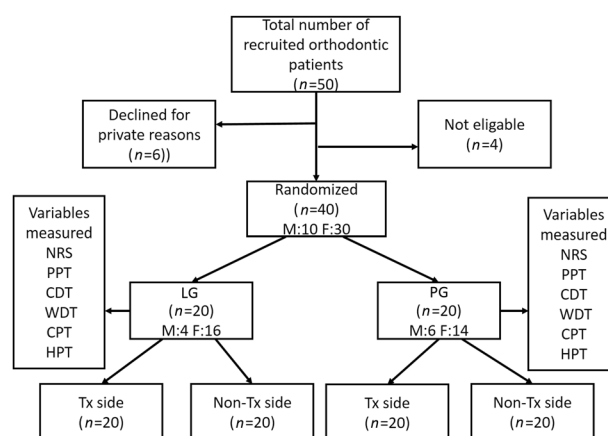 Total number of
recruited orthodontic
patients
(n=50)
Declined for
private reasons
(n=6))
Not eligable
(n=4)
Randomized
(n=40)
M:10 F:30
Variables
measured
NRS
PPT
CDT
WDT
CPT
HPT
LG
(n=20)
M:4 F:16
PG
(n=20)
M:6 F:14
Variables
measured
NRS
PPT
CDT
WDT
CPT
HPT
Tx side
(n=20)
Non-Tx side
(n=20)
Tx side
(n=20)
Non-Tx side
(n=20)